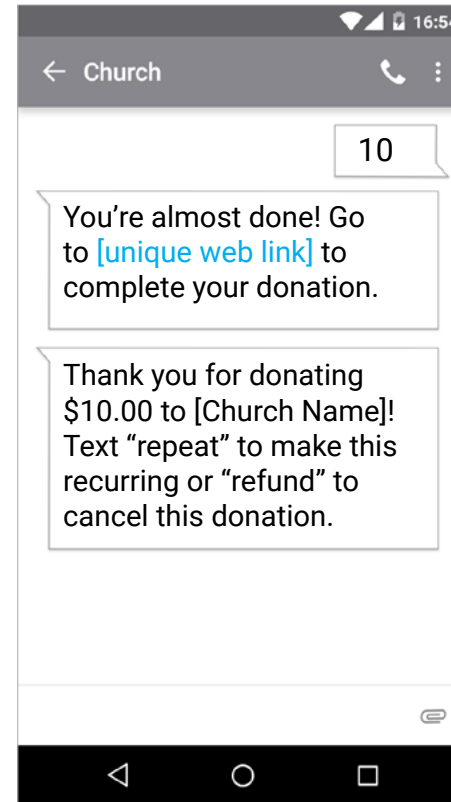 16:54
Church
10
You’re almost done! Go
to [unique web link] to
complete your donation.
Thank you for donating
$10.00 to [Church Name]!
Text “repeat” to make this
recurring or “refund” to
cancel this donation.